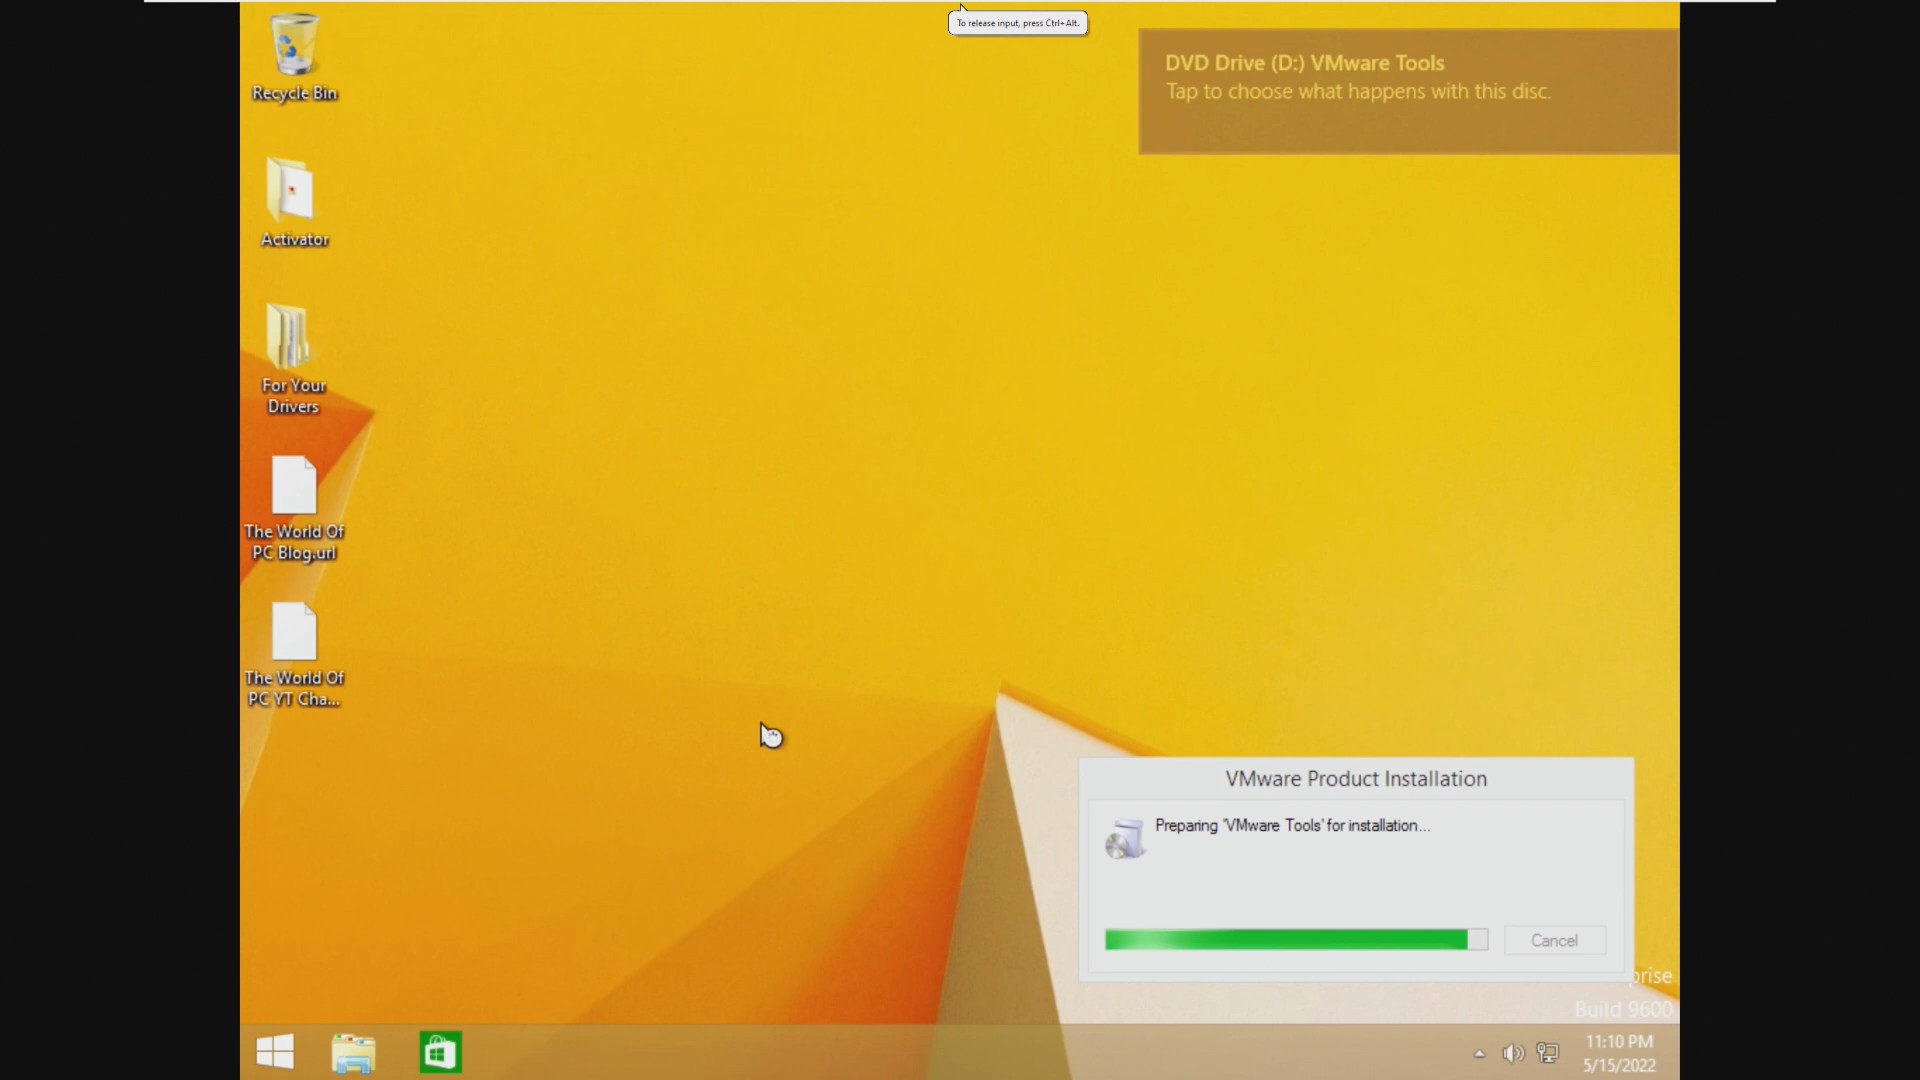 To release input, press Ctrl+Alt.
DVD Drive (D:) VMware Tools
Tap to choose what happens with this disc.
Recycle Bin
Activator
For Your
Drivers
The World Of
PC Blog.url
The World Of
PC YT Cha...
VMware Product Installation
Preparing 'VMware Tools' for installation...
Cancel
prise
Build 9600
11:10 PM
5/15/2022